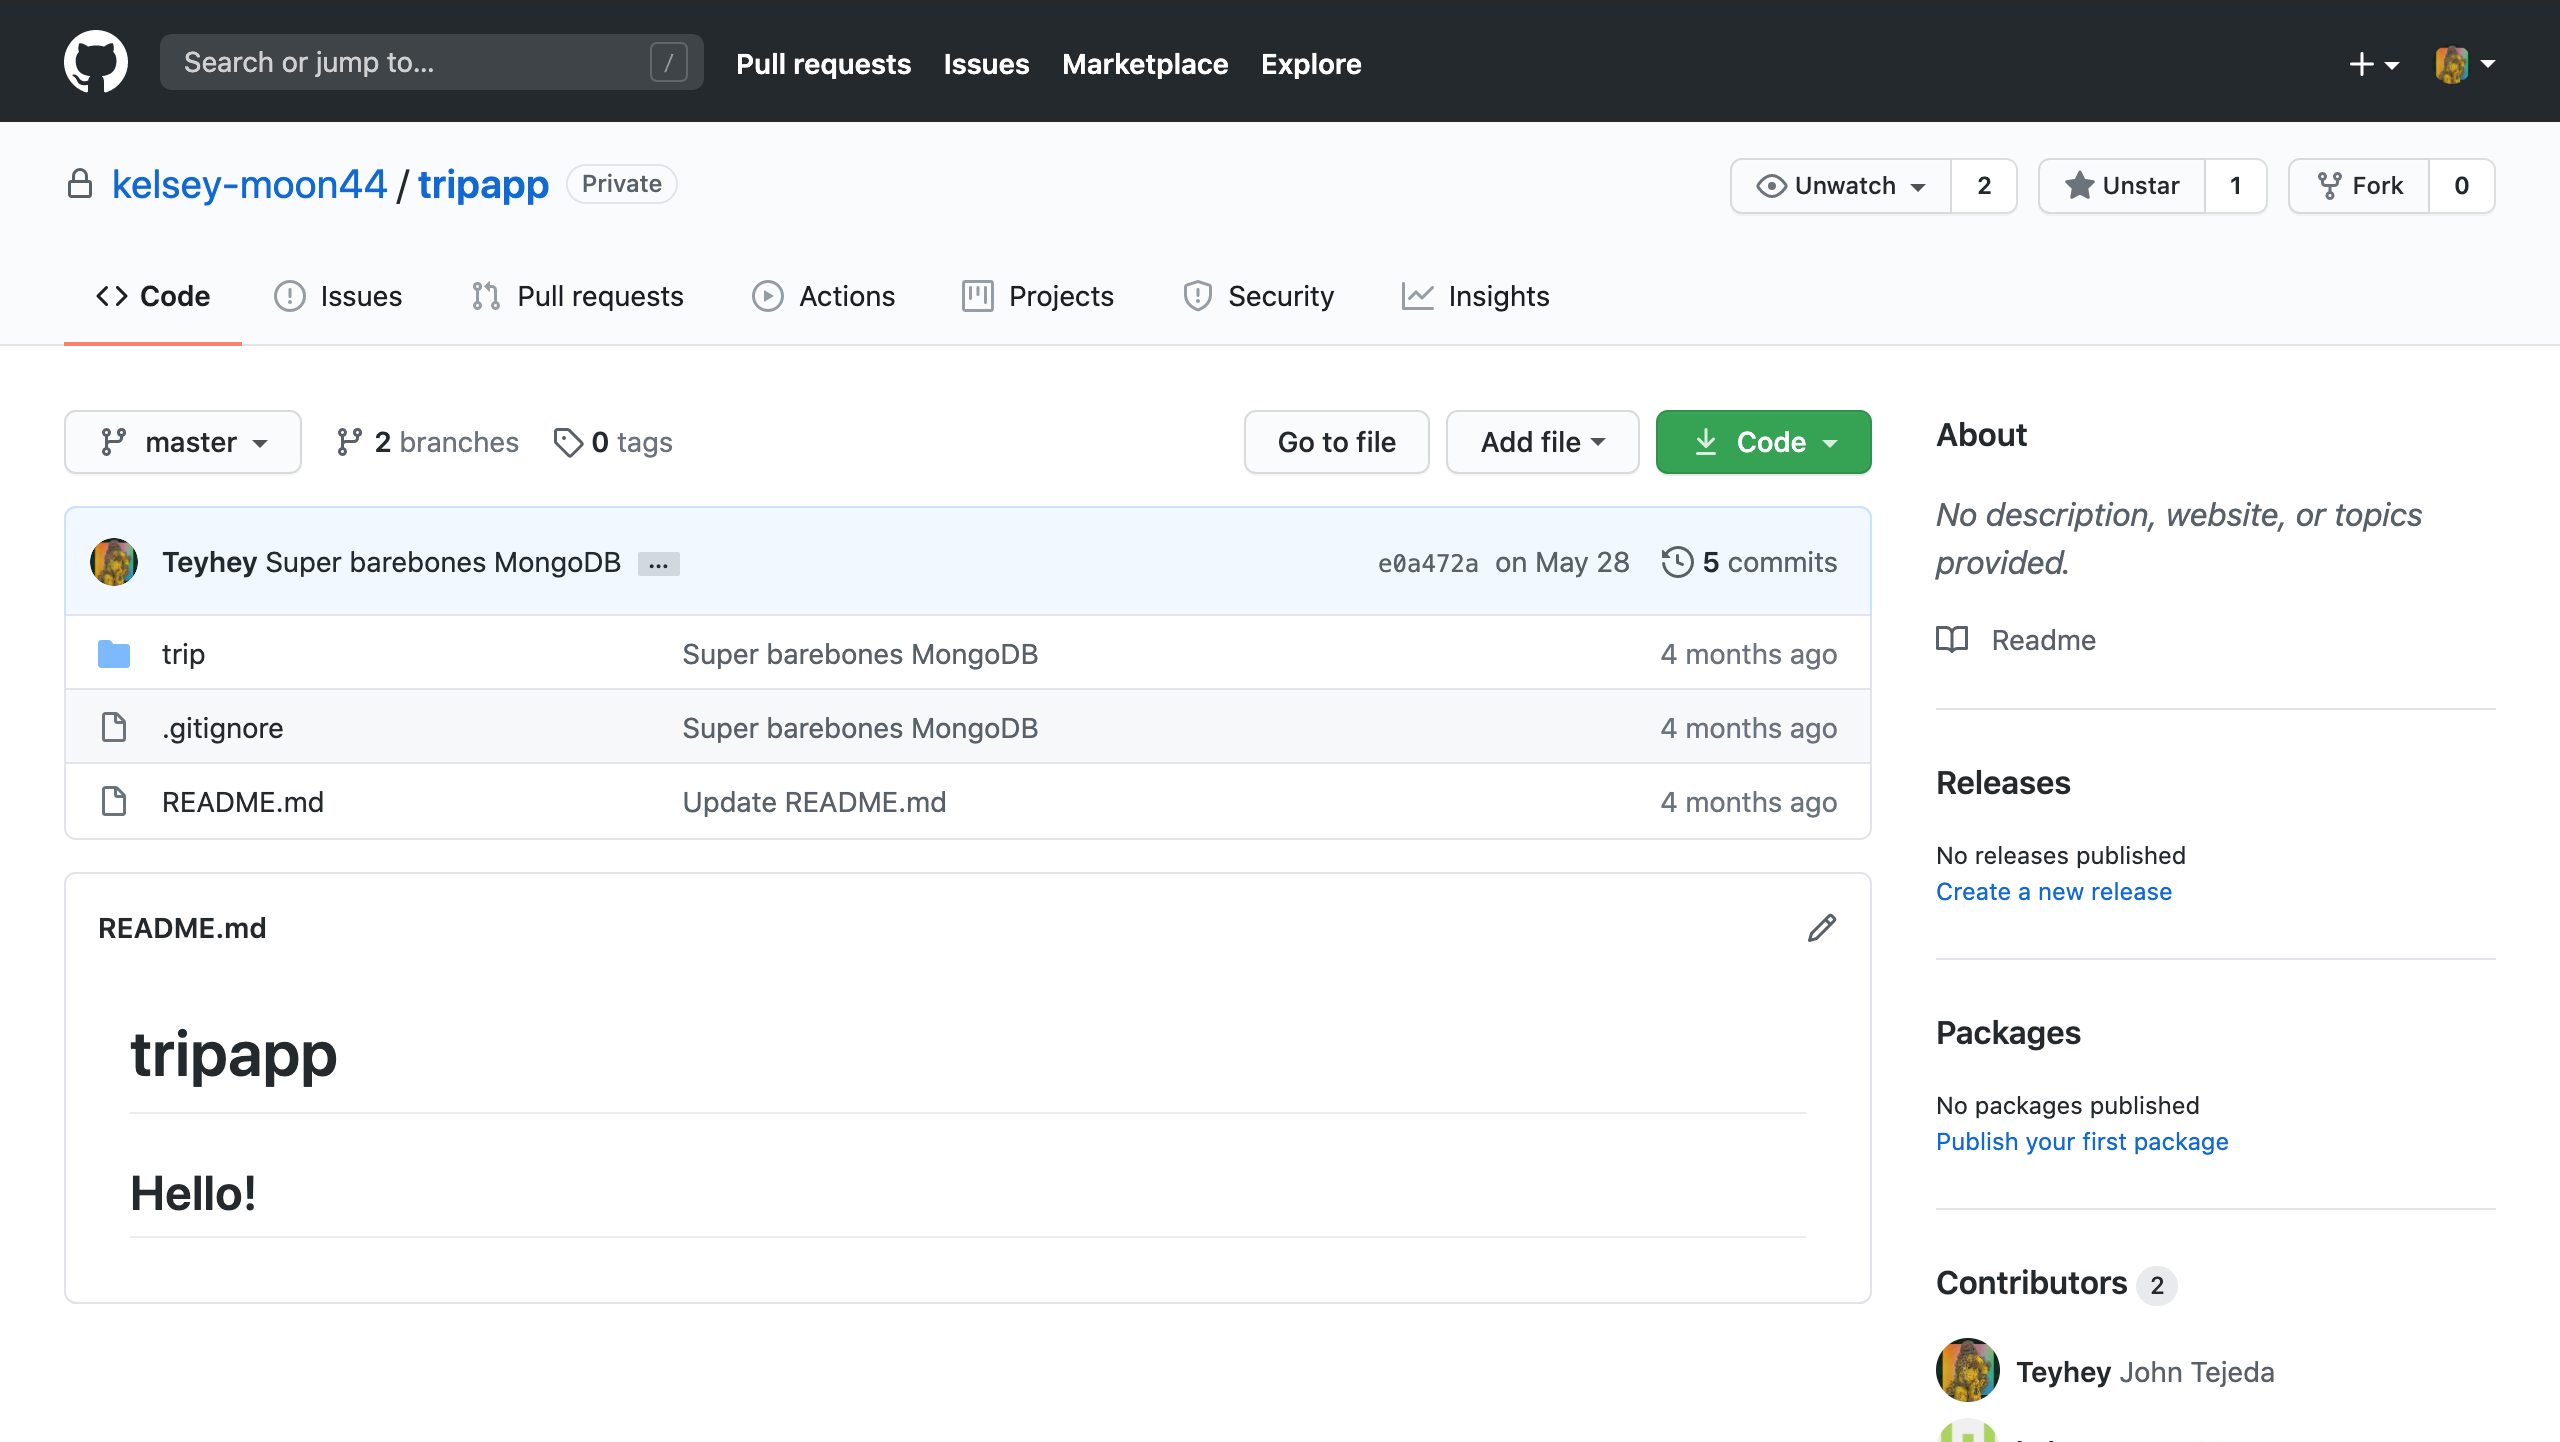 Search or jump to... /
Pull requests
Issues
Marketplace
Explore
kelsey-moon44 / tripapp Private
Unwatch 2
Unstar 1
Fork 0
Code
Issues
Pull requests
Actions
Projects
Security
Insights
master
2 branches
0 tags
Go to file
Add file
Code
Teyhey Super barebones MongoDB ... e0a472a on May 28 5 commits
trip Super barebones MongoDB 4 months ago
.gitignore Super barebones MongoDB 4 months ago
README.md Update README.md 4 months ago
README.md
tripapp
Hello!
About
No description, website, or topics
provided.
Readme
Releases
No releases published
Create a new release
Packages
No packages published
Publish your first package
Contributors 2
Teyhey John Tejeda